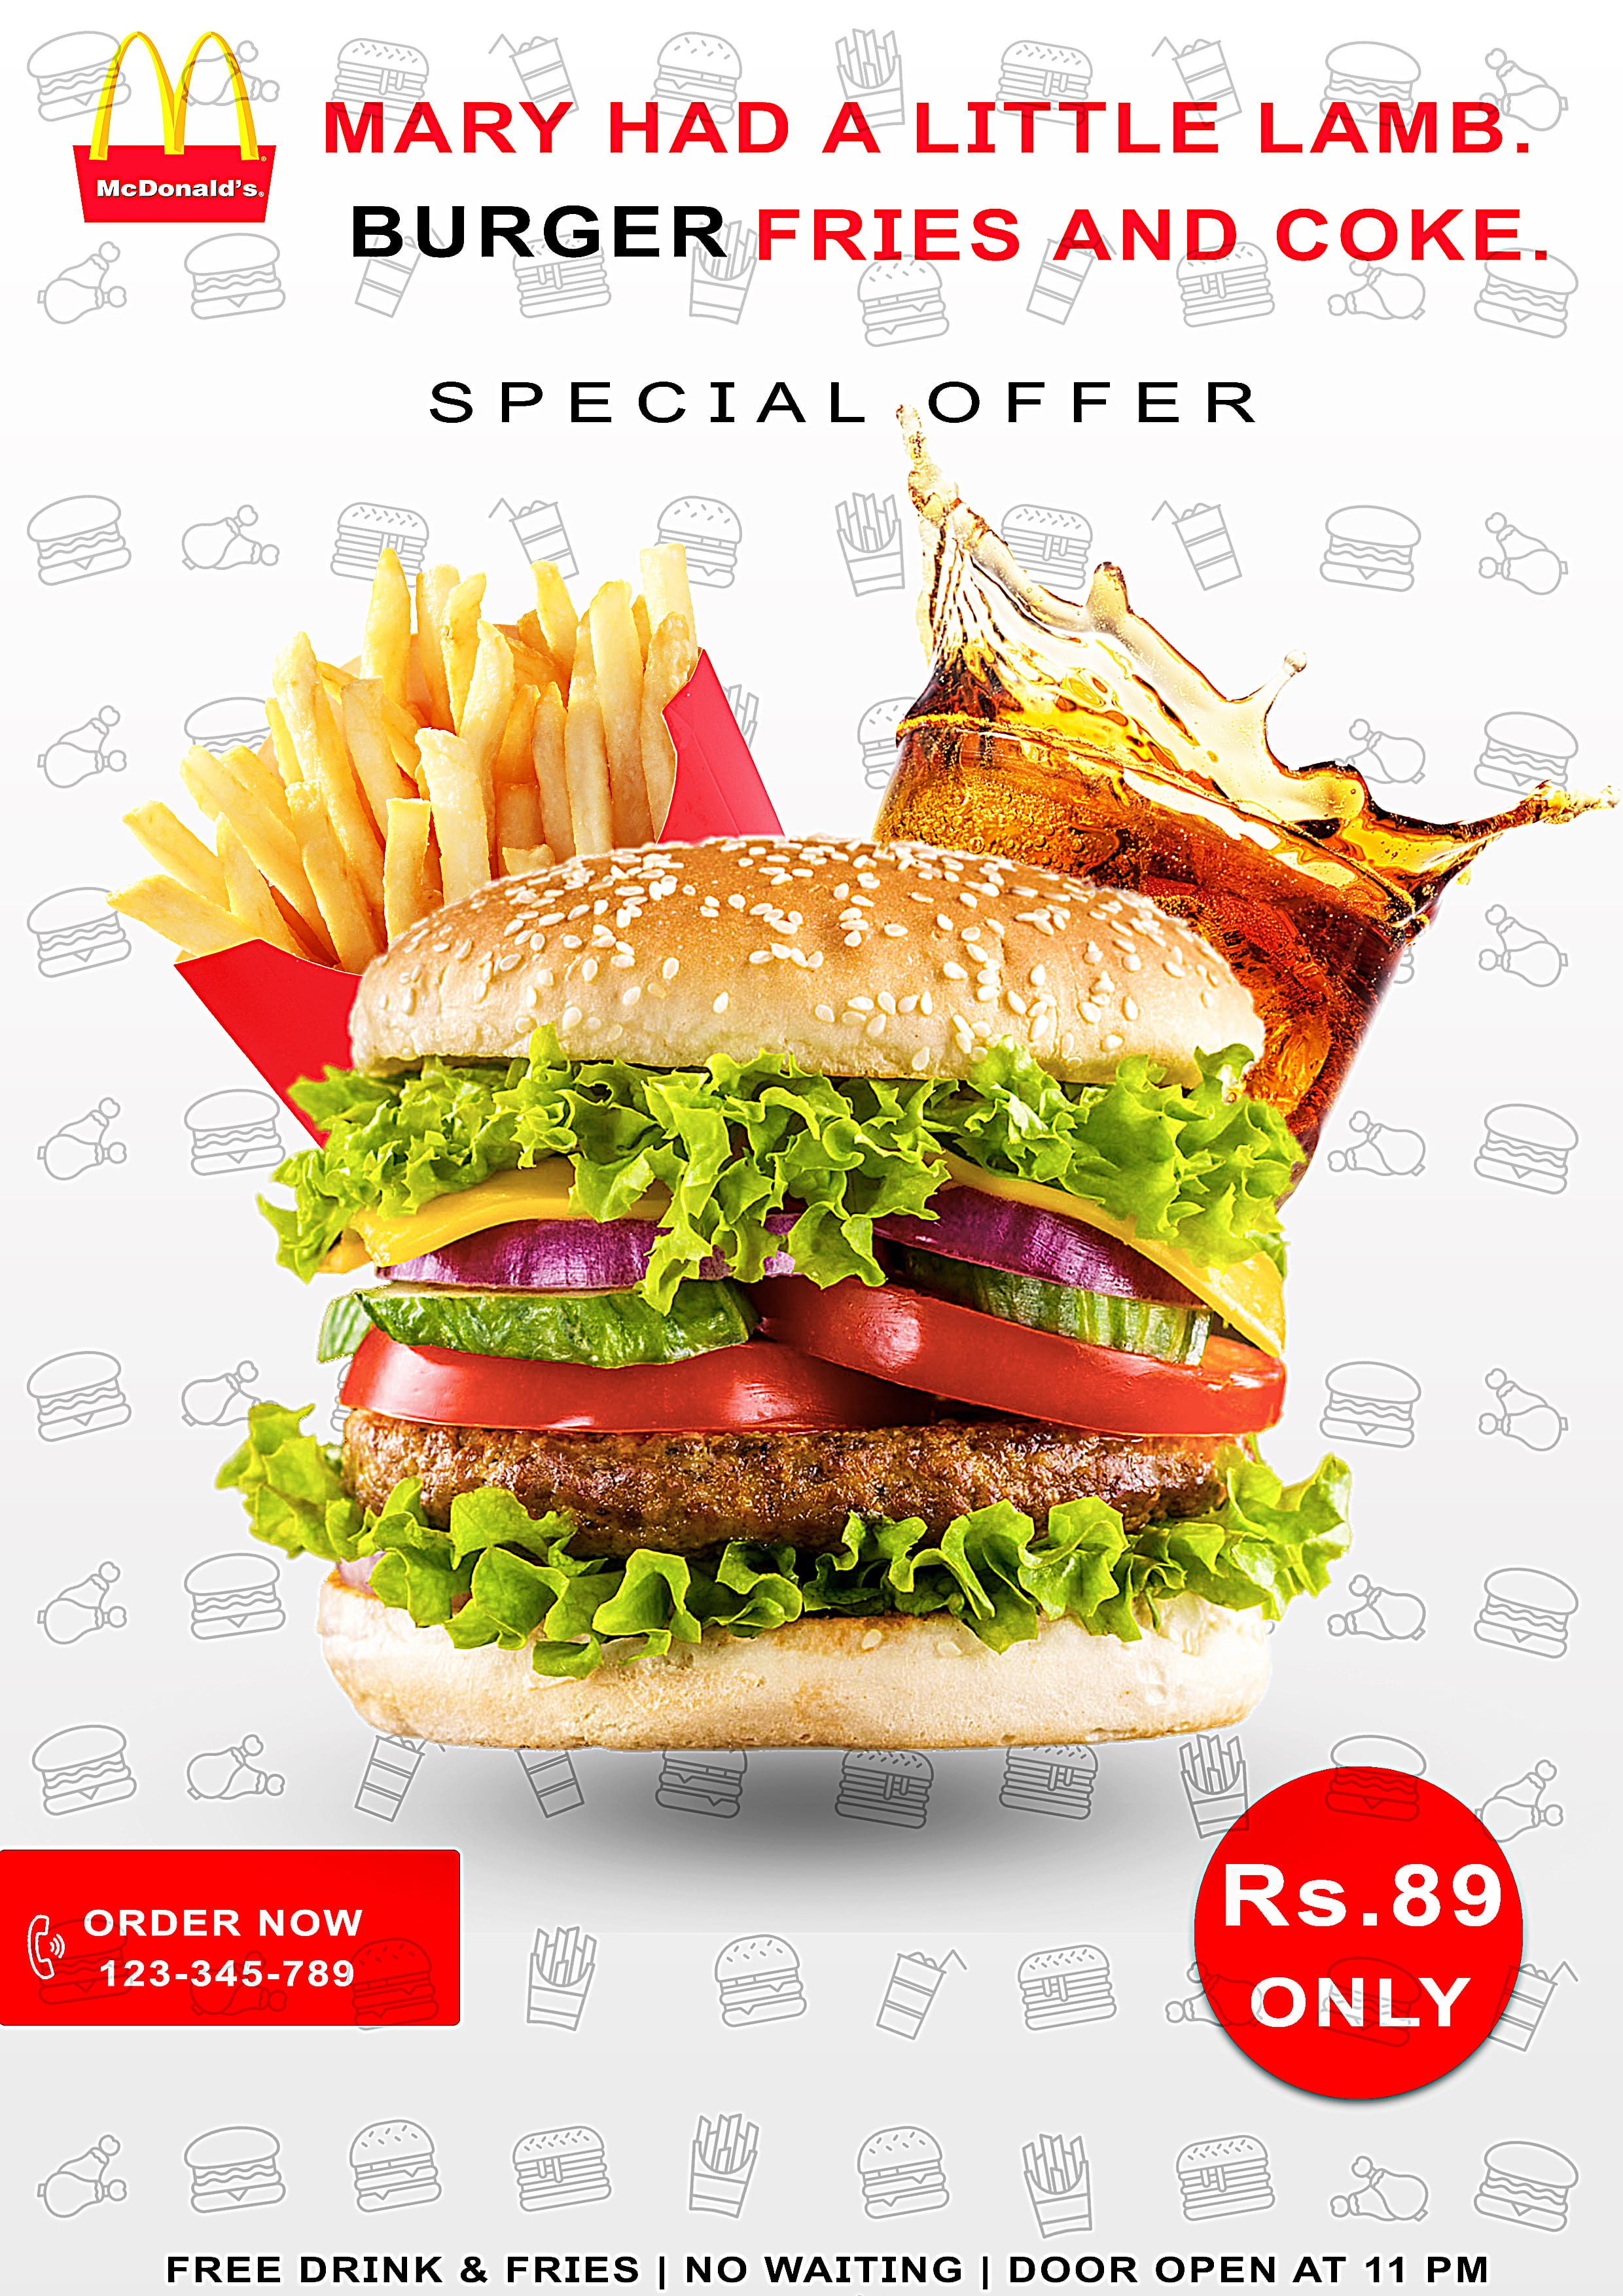 McDonald's
MARY HAD A LITTLE LAMB.
BURGER FRIES AND COKE.
SPECIAL OFFER
Rs.89
ONLY
ORDER NOW
123-345-789
FREE DRINK & FRIES | NO WAITING | DOOR OPEN AT 11 PM